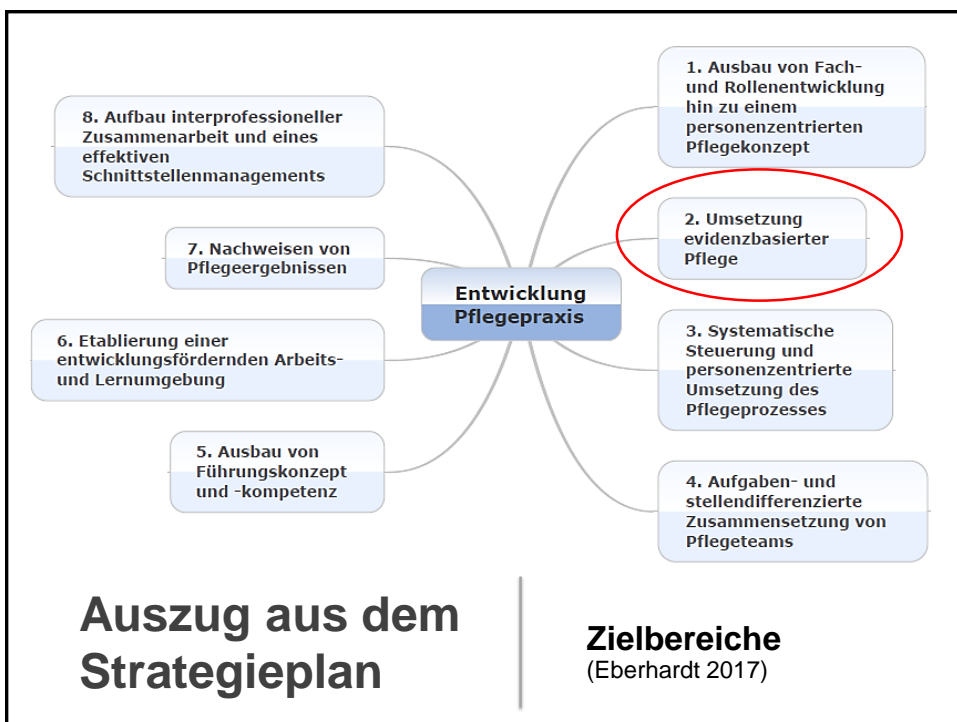 1. Ausbau von Fach-
und Rollenentwicklung
hin zu einem
personenzentrierten
Pflegekonzept
2. Umsetzung
evidenzbasierter
Pflege
3. Systematische
Steuerung und
personenzentrierte
Umsetzung des
Pflegeprozesses
4. Aufgaben- und
stellendifferenzierte
Zusammensetzung von
Pflegeteams
5. Ausbau von
Führungskonzept
und -kompetenz
6. Etablierung einer
entwicklungsfördernden Arbeits-
und Lernumgebung
7. Nachweisen von
Pflegeergebnissen
8. Aufbau interprofessioneller
Zusammenarbeit und eines
effektiven
Schnittstellenmanagements
Entwicklung
Pflegepraxis
Auszug aus dem
Strategieplan
Zielbereiche
(Eberhardt 2017)